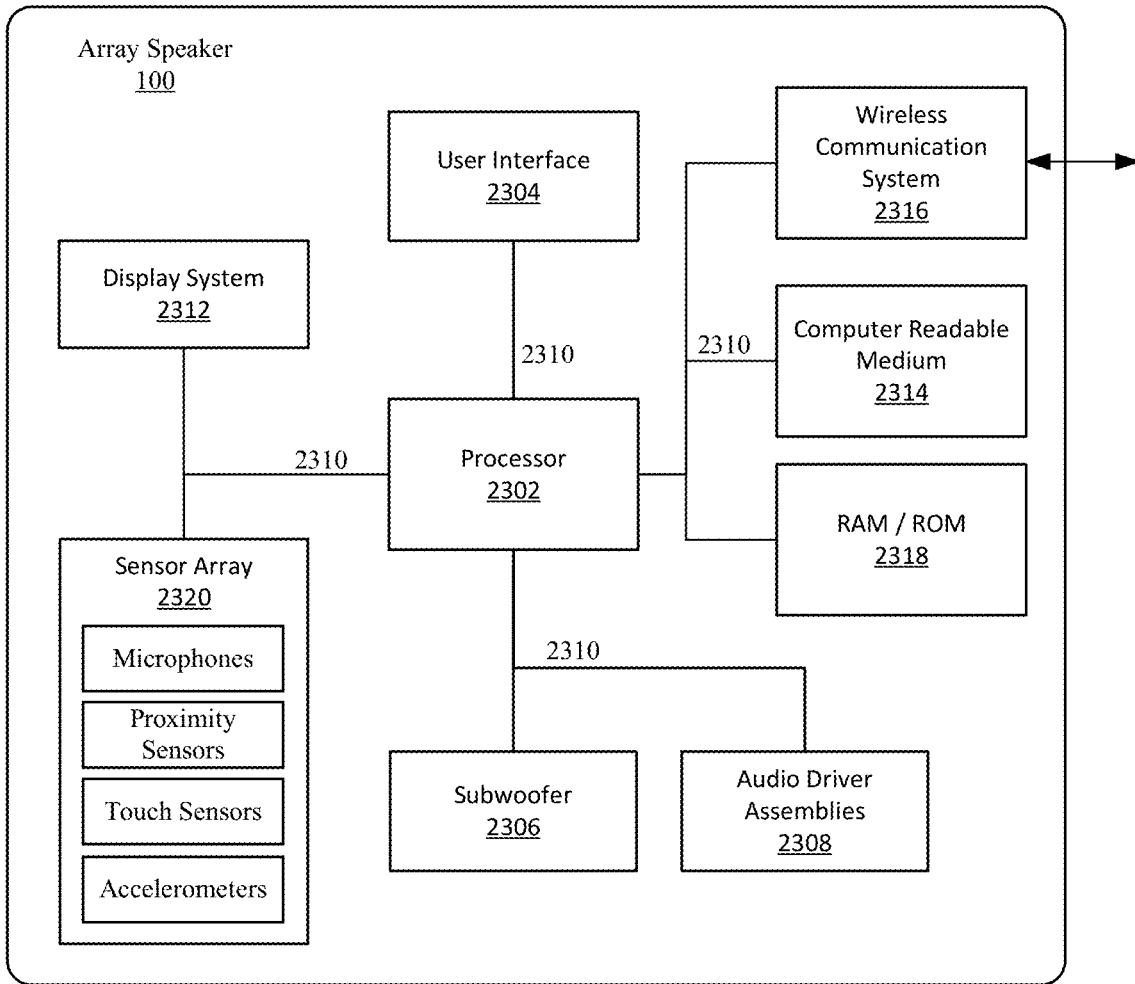 Array Speaker
100
User Interface
2304
Wireless
Communication
System
2316
Display System
2312
Computer Readable
Medium
2314
2310
2310
2310
Processor
2302
RAM / ROM
2318
Sensor Array
2320
Microphones
Proximity
Sensors
Touch Sensors
Accelerometers
2310
Subwoofer
2306
Audio Driver
Assemblies
2308